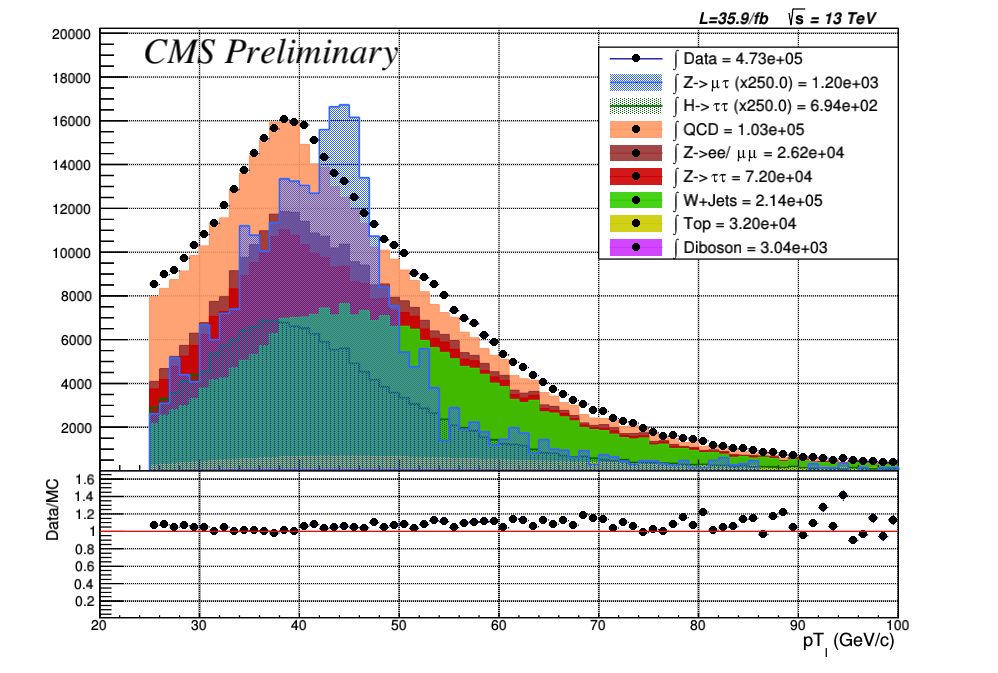 L=35.9/fb √s = 13 TeV
CMS Preliminary
20000
18000
16000
14000
12000
10000
8000
6000
4000
2000
∫ Data = 4.73e+05
∫ Z->μτ (x250.0) = 1.20e+03
∫ H->ττ (x250.0) = 6.94e+02
∫ QCD = 1.03e+05
∫ Z->ee/ μμ = 2.62e+04
∫ Z->ττ = 7.20e+04
∫ W+Jets = 2.14e+05
∫ Top = 3.20e+04
∫ Diboson = 3.04e+03
Data/MC
1.6
1.4
1.2
1
0.8
0.6
0.4
0.2
20 30 40 50 60 70 80 90 100
pT_l (GeV/c)